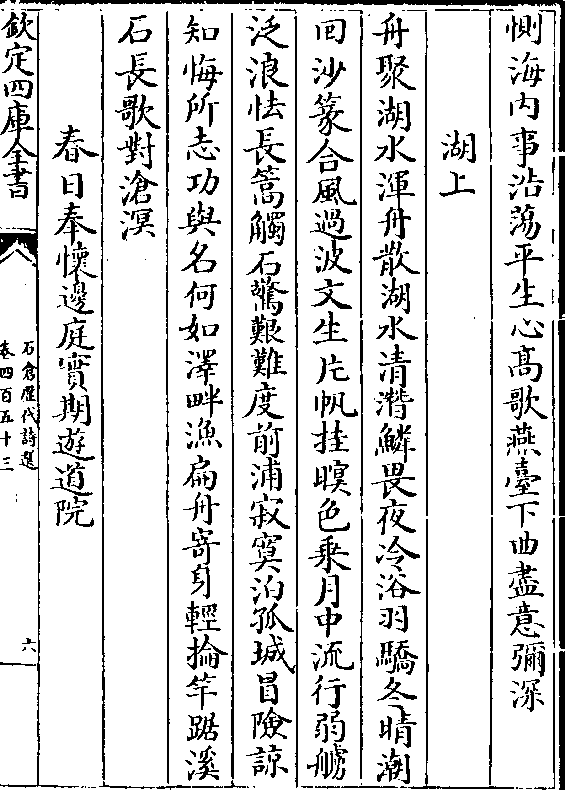 惻海内事浩蕩平生心髙歌燕臺下曲盡意彌深
湖上
舟聚湖水渾舟散湖水清潛鱗畏夜冷浴羽驕冬晴潮
回沙篆合風過波文生片帆挂暝色乗月中流行弱艣
泛浪怯長篙觸石驚艱難度前浦寂寞泊孤城冒險諒
知悔所志功與名何如澤畔漁扁舟寄身輕掄竿踞溪
石長歌對滄溟
春日奉懷邊庭實期遊道院
欽定四庫全書
石倉歷代詩選
卷四百五十三
六